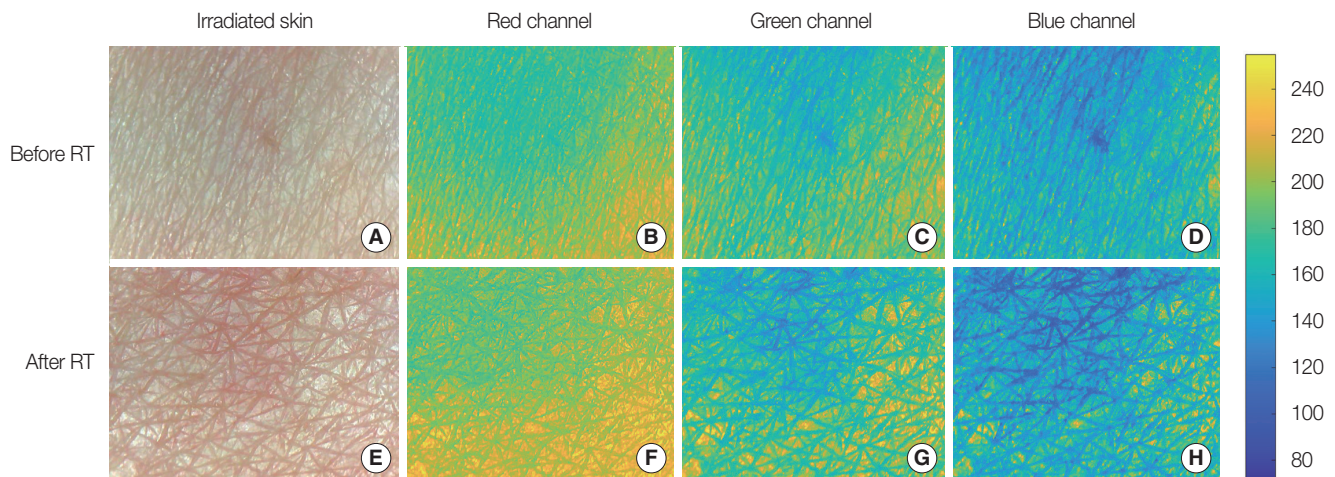 Irradiated skin Red channel Green channel Blue channel
Before RT
A B C D
After RT
E F G H
240
220
200
180
160
140
120
100
80